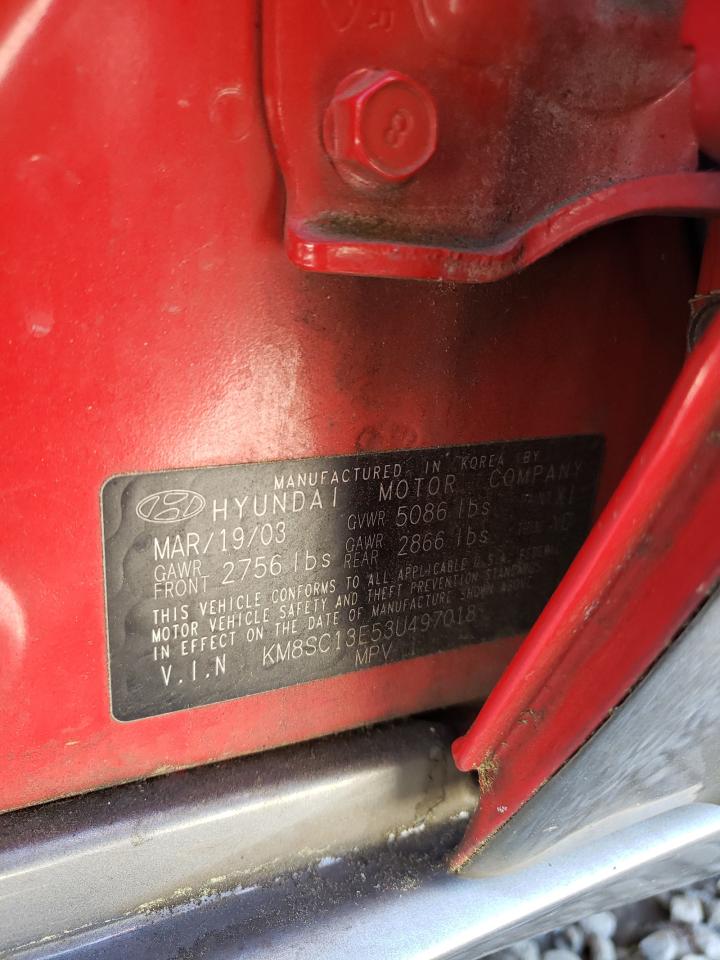 8
MANUFACTURED IN KOREA BY
HYUNDAI MOTOR COMPANY
MAR/19/03 GVWR 5086 lbs
GAWR FRONT 2756 lbs GAWR REAR 2866 lbs
THIS VEHICLE CONFORMS TO ALL APPLICABLE U.S.A. FEDERAL
MOTOR VEHICLE SAFETY AND THEFT PREVENTION STANDARDS
IN EFFECT ON THE DATE OF MANUFACTURE SHOWN ABOVE.
V.I.N KM8SC13E53U497018
MPV